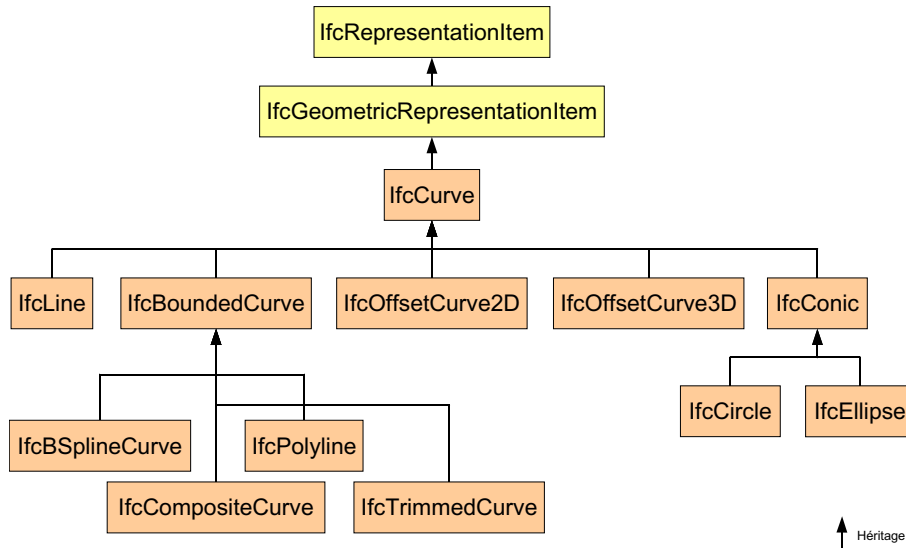 IfcRepresentationItem
IfcGeometricRepresentationItem
IfcCurve
IfcLine
IfcBoundedCurve
IfcOffsetCurve2D
IfcOffsetCurve3D
IfcConic
IfcCircle
IfcEllipse
IfcBSplineCurve
IfcPolyline
IfcCompositeCurve
IfcTrimmedCurve
Héritage